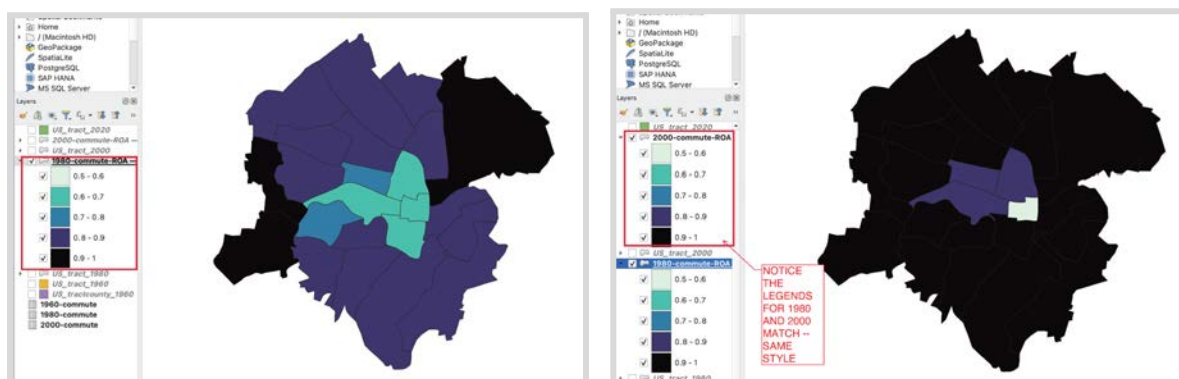 Home
/ (Macintosh HD)
GeoPackage
SpatiaLite
PostgreSQL
SAP HANA
MS SQL Server
Layers
US_tract_2020
2000-commute-ROA —
US_tract_2000
1980-commute-ROA —
0.5 - 0.6
0.6 - 0.7
0.7 - 0.8
0.8 - 0.9
0.9 - 1
US_tract_1980
US_tract_1960
US_tractcounty_1960
1960-commute
1980-commute
2000-commute
Home
/ (Macintosh HD)
GeoPackage
SpatiaLite
PostgreSQL
SAP HANA
MS SQL Server
Layers
US_tract_2020
2000-commute-ROA
0.5 - 0.6
0.6 - 0.7
0.7 - 0.8
0.8 - 0.9
0.9 - 1
US_tract_2000
1980-commute-ROA
0.5 - 0.6
0.6 - 0.7
0.7 - 0.8
0.8 - 0.9
0.9 - 1
NOTICE
THE
LEGENDS
FOR 1980
AND 2000
MATCH --
SAME
STYLE